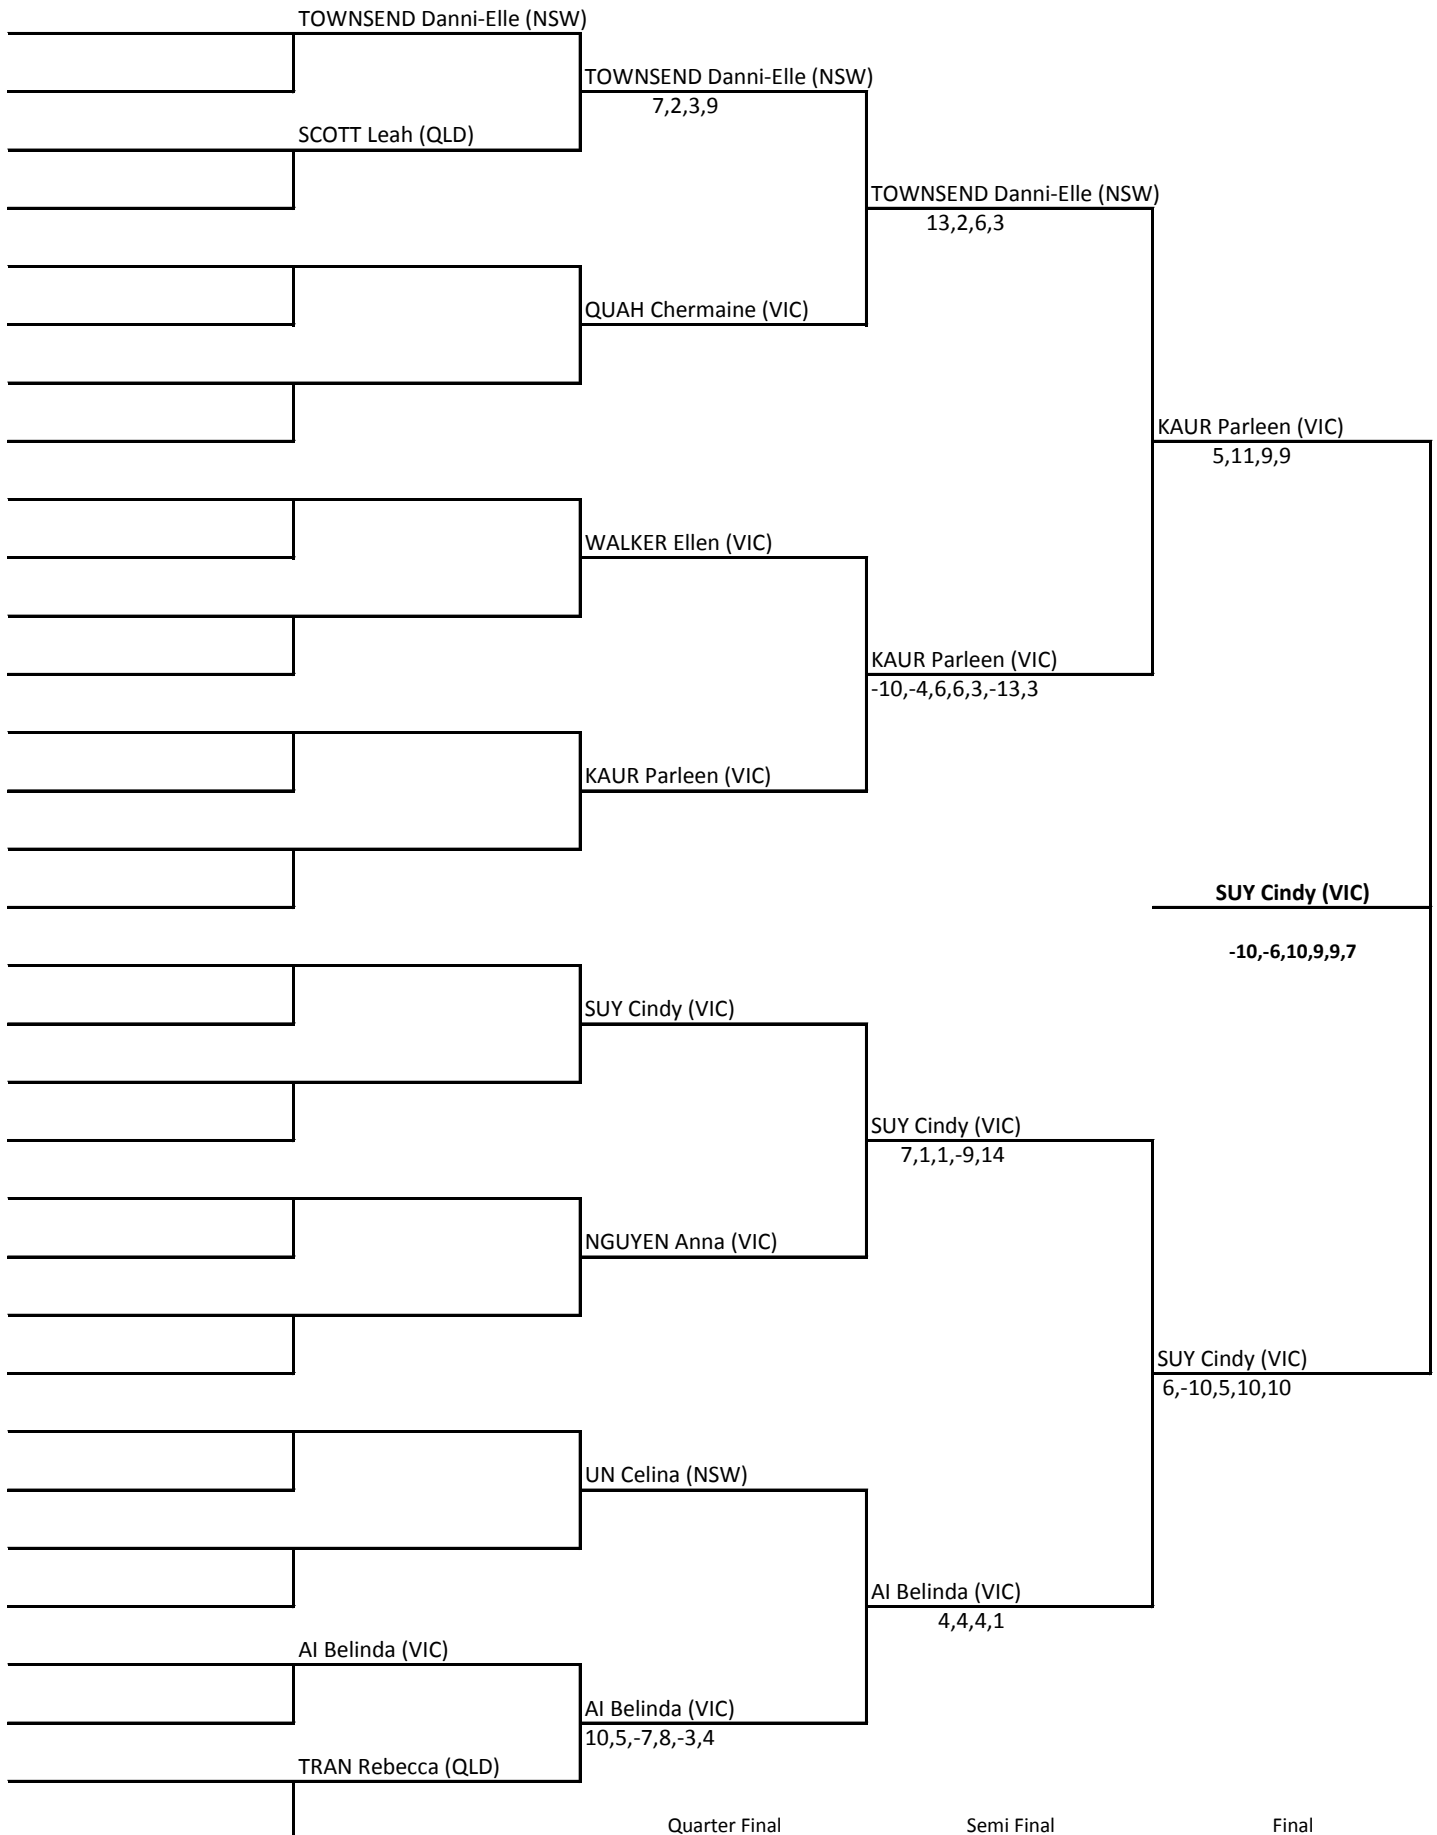 TOWNSEND Danni-Elle (NSW)
TOWNSEND Danni-Elle (NSW)
7,2,3,9
SCOTT Leah (QLD)
TOWNSEND Danni-Elle (NSW)
13,2,6,3
QUAH Chermaine (VIC)
KAUR Parleen (VIC)
5,11,9,9
WALKER Ellen (VIC)
KAUR Parleen (VIC)
-10,-4,6,6,3,-13,3
KAUR Parleen (VIC)
SUY Cindy (VIC)
-10,-6,10,9,9,7
SUY Cindy (VIC)
SUY Cindy (VIC)
7,1,1,-9,14
NGUYEN Anna (VIC)
SUY Cindy (VIC)
6,-10,5,10,10
UN Celina (NSW)
AI Belinda (VIC)
4,4,4,1
AI Belinda (VIC)
AI Belinda (VIC)
10,5,-7,8,-3,4
TRAN Rebecca (QLD)
Quarter Final Semi Final Final